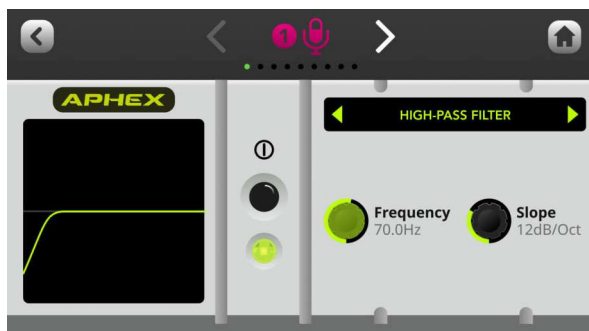 1
APHEX
HIGH-PASS FILTER
Frequency
70.0Hz
Slope
12dB/Oct